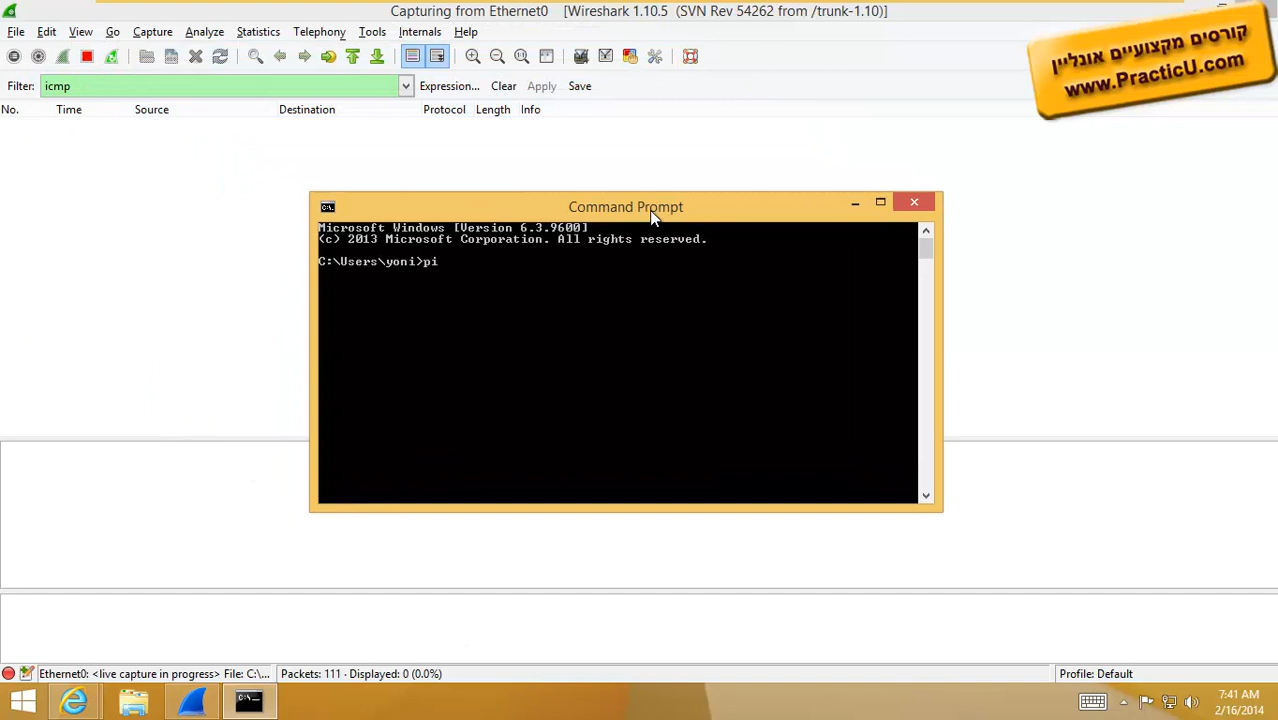 Capturing from Ethernet0 [Wireshark 1.10.5 (SVN Rev 54262 from /trunk-1.10)]
File Edit View Go Capture Analyze Statistics Telephony Tools Internals Help
קורסים מקצועיים אונליין
www.PracticU.com
Filter: icmp Expression... Clear Apply Save
No. Time Source Destination Protocol Length Info
Command Prompt
Microsoft Windows [Version 6.3.9600]
(c) 2013 Microsoft Corporation. All rights reserved.
C:\Users\yoni>pi
Ethernet0: <live capture in progress> File: C:\... Packets: 111 · Displayed: 0 (0.0%) Profile: Default
7:41 AM
2/16/2014